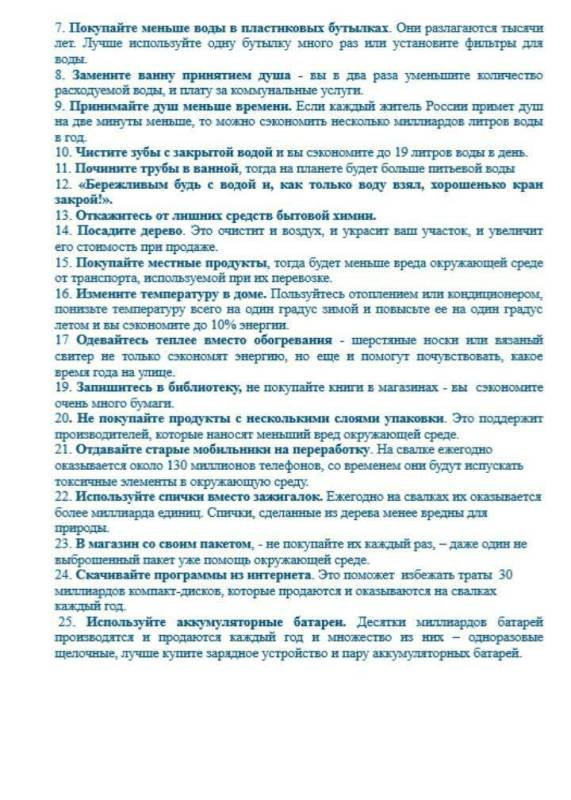 7. Покупайте меньше воды в пластиковых бутылках. Они разлагаются тысячи
лет. Лучше используйте одну бутылку много раз или установите фильтры для
воды.
8. Замените ванну принятием душа - вы в два раза уменьшите количество
расходуемой воды, и плату за коммунальные услуги.
9. Принимайте душ меньше времени. Если каждый житель России примет душ
на две минуты меньше, то можно сэкономить несколько миллиардов литров воды
в год.
10. Чистите зубы с закрытой водой и вы сэкономите до 19 литров воды в день.
11. Почините трубы в ванной, тогда на планете будет больше питьевой воды
12. «Бережливым будь с водой и, как только воду взял, хорошенько кран
закрой!».
13. Откажитесь от лишних средств бытовой химии.
14. Посадите дерево. Это очистит и воздух, и украсит ваш участок, и увеличит
его стоимость при продаже.
15. Покупайте местные продукты, тогда будет меньше вреда окружающей среде
от транспорта, используемой при их перевозке.
16. Измените температуру в доме. Пользуйтесь отоплением или кондиционером,
понизьте температуру всего на один градус зимой и повысьте ее на один градус
летом и вы сэкономите до 10% энергии.
17 Одевайтесь теплее вместо обогревания - шерстяные носки или вязаный
свитер не только сэкономят энергию, но еще и помогут почувствовать, какое
время года на улице.
19. Запишитесь в библиотеку, не покупайте книги в магазинах - вы сэкономите
очень много бумаги.
20. Не покупайте продукты с несколькими слоями упаковки. Это поддержит
производителей, которые наносят меньший вред окружающей среде.
21. Отдавайте старые мобильники на переработку. На свалке ежегодно
оказывается около 130 миллионов телефонов, со временем они будут испускать
токсичные элементы в окружающую среду.
22. Используйте спички вместо зажигалок. Ежегодно на свалках их оказывается
более миллиарда единиц. Спички, сделанные из дерева менее вредны для
природы.
23. В магазин со своим пакетом, - не покупайте их каждый раз, – даже один не
выброшенный пакет уже помощь окружающей среде.
24. Скачивайте программы из интернета. Это поможет избежать траты 30
миллиардов компакт-дисков, которые продаются и оказываются на свалках
каждый год.
25. Используйте аккумуляторные батареи. Десятки миллиардов батарей
производятся и продаются каждый год и множество из них – одноразовые
щелочные, лучше купите зарядное устройство и пару аккумуляторных батарей.